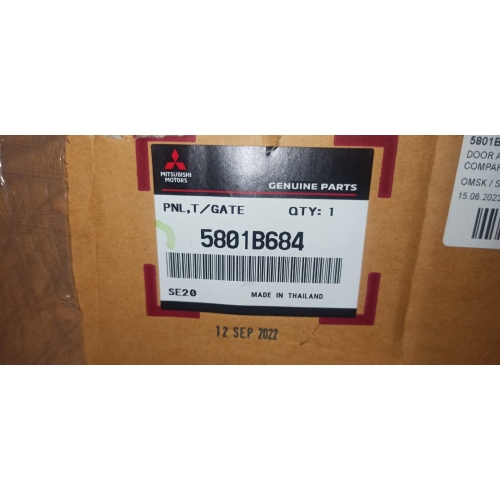 MITSUBISHI
MOTORS
GENUINE PARTS
PNL,T/GATE QTY: 1
5801B684
SE20 MADE IN THAILAND
12 SEP 2022
5801B
DOOR A
COMPAR
OMSK / S
15.06.2023